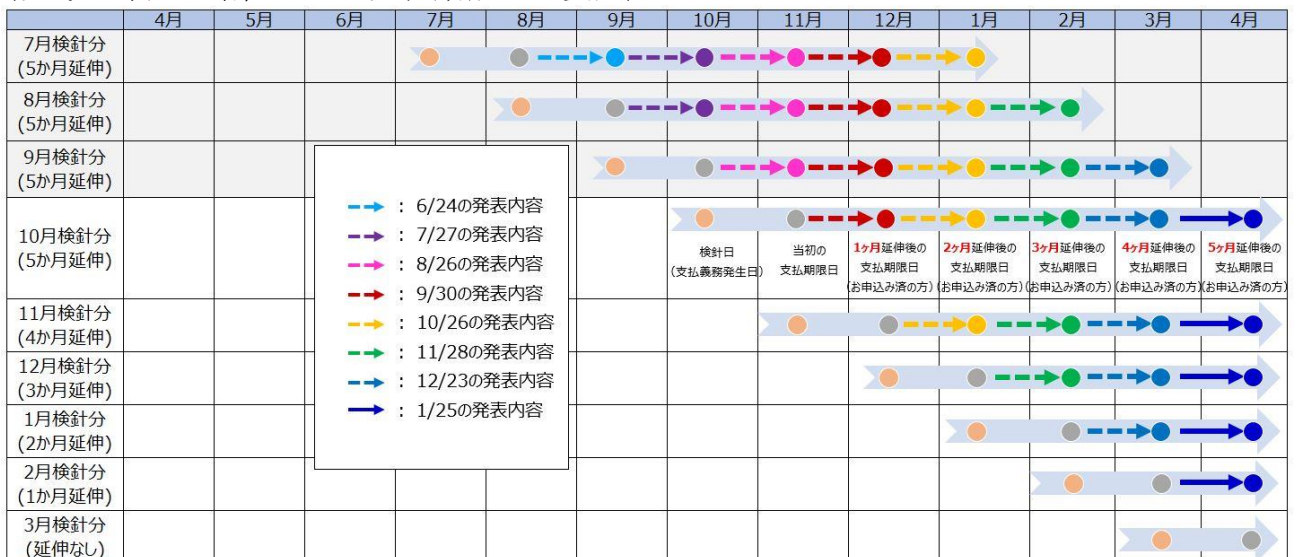 4月 5月 6月 7月 8月 9月 10月 11月 12月 1月 2月 3月 4月
7月検針分
(5か月延伸)
8月検針分
(5か月延伸)
9月検針分
(5か月延伸)
10月検針分
(5か月延伸)
検針日
(支払義務発生日)
当初の
支払期限日
1ヶ月延伸後の
支払期限日
(お申込み済の方)
2ヶ月延伸後の
支払期限日
(お申込み済の方)
3ヶ月延伸後の
支払期限日
(お申込み済の方)
4ヶ月延伸後の
支払期限日
(お申込み済の方)
5ヶ月延伸後の
支払期限日
(お申込み済の方)
11月検針分
(4か月延伸)
12月検針分
(3か月延伸)
1月検針分
(2か月延伸)
2月検針分
(1か月延伸)
3月検針分
(延伸なし)
: 6/24の発表内容
: 7/27の発表内容
: 8/26の発表内容
: 9/30の発表内容
: 10/26の発表内容
: 11/28の発表内容
: 12/23の発表内容
: 1/25の発表内容